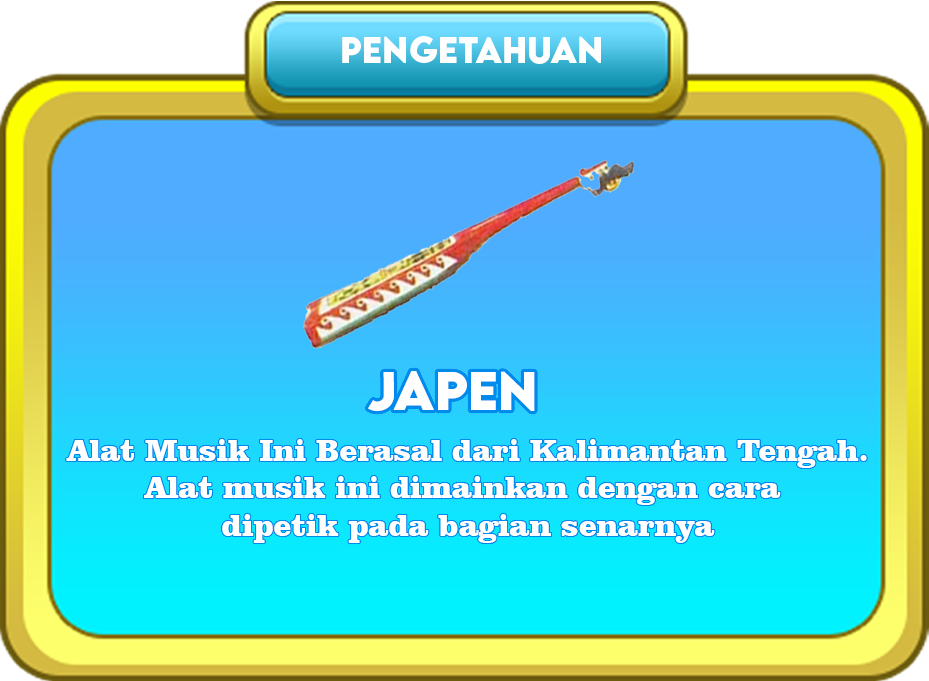 PENGETAHUAN
JAPEN
Alat Musik Ini Berasal dari Kalimantan Tengah.
Alat musik ini dimainkan dengan cara
dipetik pada bagian senarnya